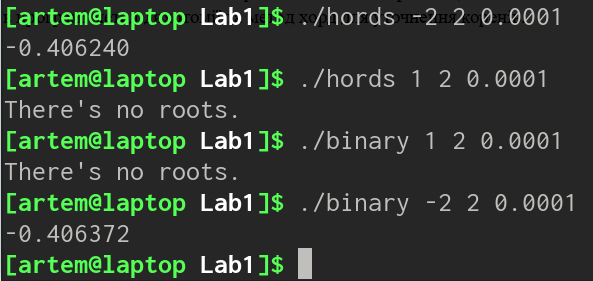 [artem@laptop Lab1]$ ./hords -2 2 0.0001
-0.406240
[artem@laptop Lab1]$ ./hords 1 2 0.0001
There's no roots.
[artem@laptop Lab1]$ ./binary 1 2 0.0001
There's no roots.
[artem@laptop Lab1]$ ./binary -2 2 0.0001
-0.406372
[artem@laptop Lab1]$